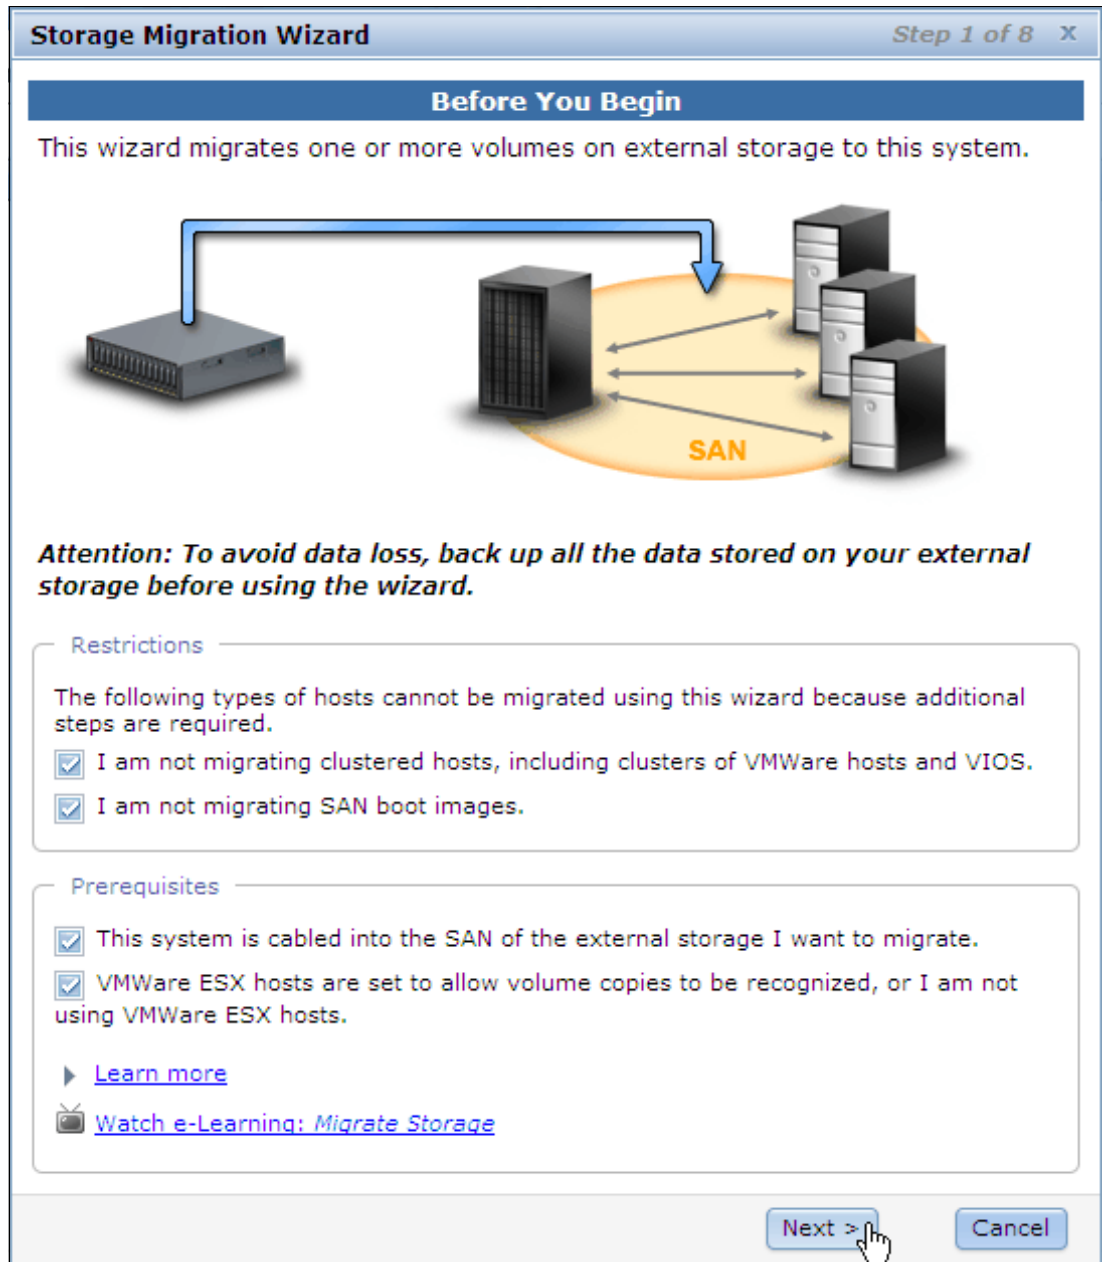 Storage Migration Wizard
Step 1 of 8 x
Before You Begin
This wizard migrates one or more volumes on external storage to this system.
SAN
Attention: To avoid data loss, back up all the data stored on your external
storage before using the wizard.
Restrictions
The following types of hosts cannot be migrated using this wizard because additional
steps are required.
I am not migrating clustered hosts, including clusters of VMWare hosts and VIOS.
I am not migrating SAN boot images.
Prerequisites
This system is cabled into the SAN of the external storage I want to migrate.
VMWare ESX hosts are set to allow volume copies to be recognized, or I am not
using VMWare ESX hosts.
Learn more
Watch e-Learning: Migrate Storage
Next >
Cancel